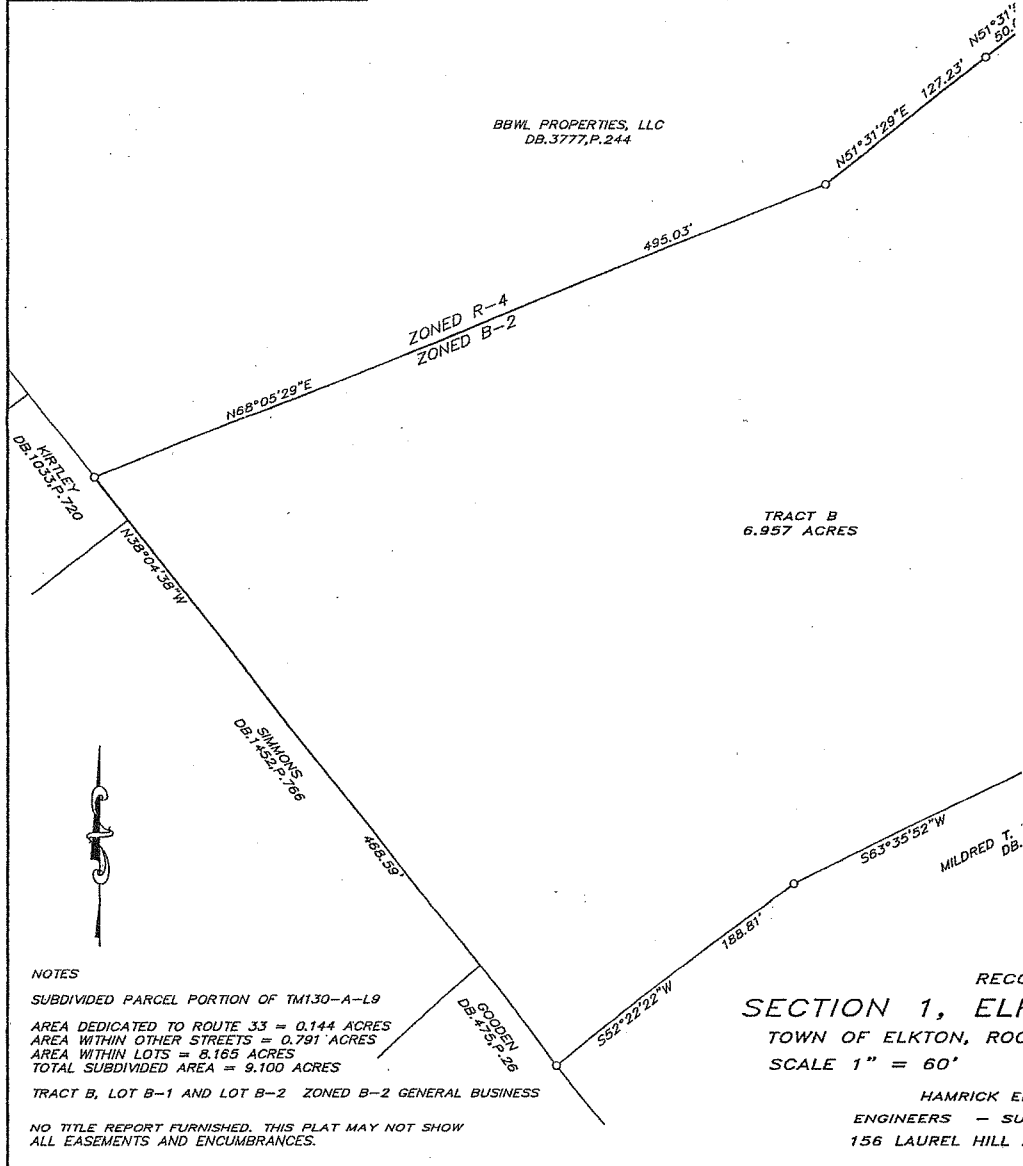 N51°31'
50.
127.23'
N51°31'29"E
BBWL PROPERTIES, LLC
DB.3777,P.244
495.03'
ZONED R-4
ZONED B-2
N68°05'29"E
KIRTLEY
DB.1033,P.720
N38°04'38"W
TRACT B
6.957 ACRES
SIMMONS
DB.1452,P.766
468.59'
S63°35'52"W
MILDRED T.
DB.
188.81'
S52°22'22"W
GOODEN
DB.475,P.26
NOTES
SUBDIVIDED PARCEL PORTION OF TM130-A-L9
AREA DEDICATED TO ROUTE 33 = 0.144 ACRES
AREA WITHIN OTHER STREETS = 0.791 ACRES
AREA WITHIN LOTS = 8.165 ACRES
TOTAL SUBDIVIDED AREA = 9.100 ACRES
TRACT B, LOT B-1 AND LOT B-2 ZONED B-2 GENERAL BUSINESS
NO TITLE REPORT FURNISHED. THIS PLAT MAY NOT SHOW
ALL EASEMENTS AND ENCUMBRANCES.
SECTION 1,
TOWN OF ELKTON,
SCALE 1" = 60'
HAMRICK
ENGINEERS -
156 LAUREL HILL